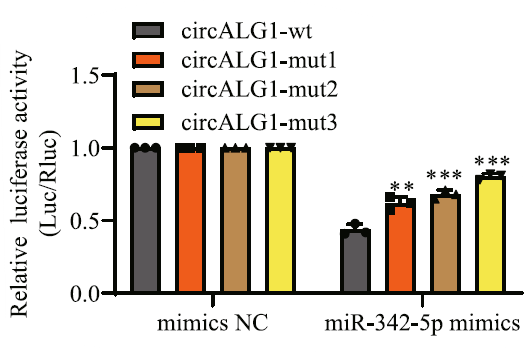 circALG1-wt
circALG1-mut1
circALG1-mut2
circALG1-mut3
Relative luciferase activity
(Luc/Rluc)
1.5
1.0
0.5
0.0
**
***
***
mimics NC
miR-342-5p mimics